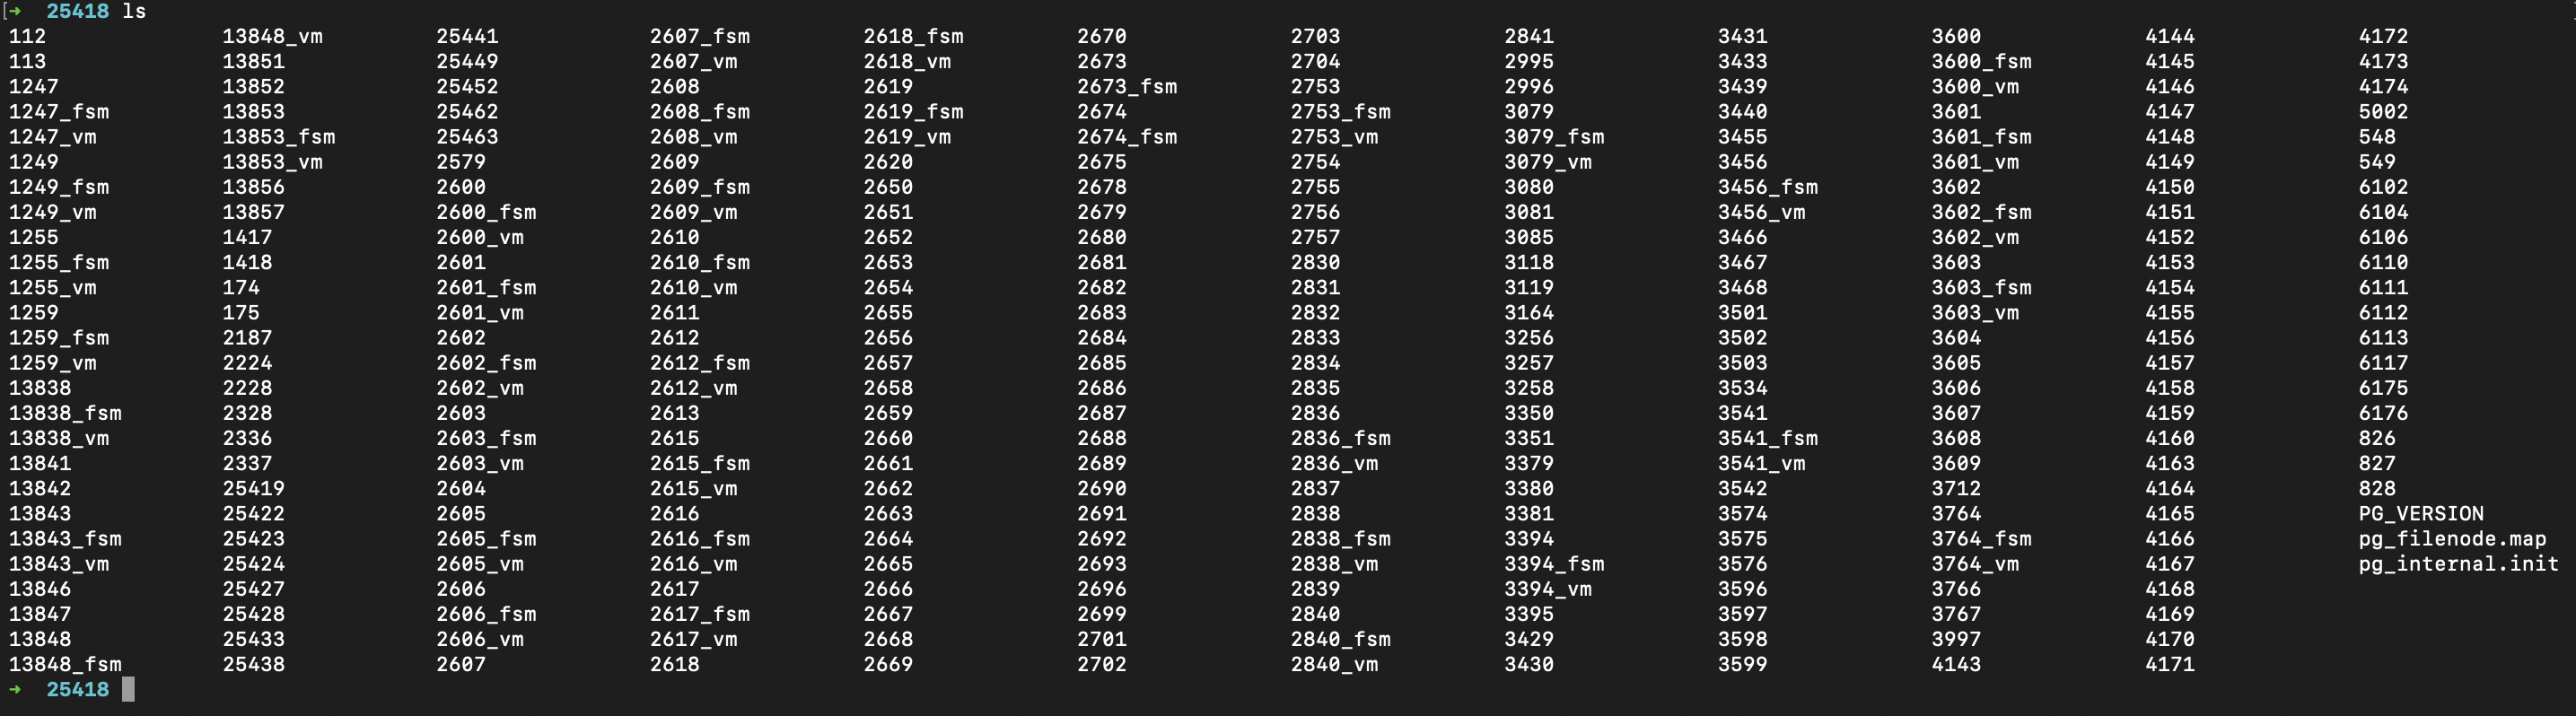 [→ 25418 ls
112 13848_vm 25441 2607_fsm 2618_fsm 2670 2703 2841 3431 3600 4144 4172
113 13851 25449 2607_vm 2618_vm 2673 2704 2995 3433 3600_fsm 4145 4173
1247 13852 25452 2608 2619 2673_fsm 2753 2996 3439 3600_vm 4146 4174
1247_fsm 13853 25462 2608_fsm 2619_fsm 2674 2753_fsm 3079 3440 3601 4147 5002
1247_vm 13853_fsm 25463 2608_vm 2619_vm 2674_fsm 2753_vm 3079_fsm 3455 3601_fsm 4148 548
1249 13853_vm 2579 2609 2620 2675 2754 3079_vm 3456 3601_vm 4149 549
1249_fsm 13856 2600 2609_fsm 2650 2678 2755 3080 3456_fsm 3602 4150 6102
1249_vm 13857 2600_fsm 2609_vm 2651 2679 2756 3081 3456_vm 3602_fsm 4151 6104
1255 1417 2600_vm 2610 2652 2680 2757 3085 3466 3602_vm 4152 6106
1255_fsm 1418 2601 2610_fsm 2653 2681 2830 3118 3467 3603 4153 6110
1255_vm 174 2601_fsm 2610_vm 2654 2682 2831 3119 3468 3603_fsm 4154 6111
1259 175 2601_vm 2611 2655 2683 2832 3164 3501 3603_vm 4155 6112
1259_fsm 2187 2602 2612 2656 2684 2833 3256 3502 3604 4156 6113
1259_vm 2224 2602_fsm 2612_fsm 2657 2685 2834 3257 3503 3605 4157 6117
13838 2228 2602_vm 2612_vm 2658 2686 2835 3258 3534 3606 4158 6175
13838_fsm 2328 2603 2613 2659 2687 2836 3350 3541 3607 4159 6176
13838_vm 2336 2603_fsm 2615 2660 2688 2836_fsm 3351 3541_fsm 3608 4160 826
13841 2337 2603_vm 2615_fsm 2661 2689 2836_vm 3379 3541_vm 3609 4163 827
13842 25419 2604 2615_vm 2662 2690 2837 3380 3542 3712 4164 828
13843 25422 2605 2616 2663 2691 2838 3381 3574 3764 4165 PG_VERSION
13843_fsm 25423 2605_fsm 2616_fsm 2664 2692 2838_fsm 3394 3575 3764_fsm 4166 pg_filenode.map
13843_vm 25424 2605_vm 2616_vm 2665 2693 2838_vm 3394_fsm 3576 3764_vm 4167 pg_internal.init
13846 25427 2606 2617 2666 2696 2839 3394_vm 3596 3766 4168
13847 25428 2606_fsm 2617_fsm 2667 2699 2840 3395 3597 3767 4169
13848 25433 2606_vm 2617_vm 2668 2701 2840_fsm 3429 3598 3997 4170
13848_fsm 25438 2607 2618 2669 2702 2840_vm 3430 3599 4143 4171
→ 25418